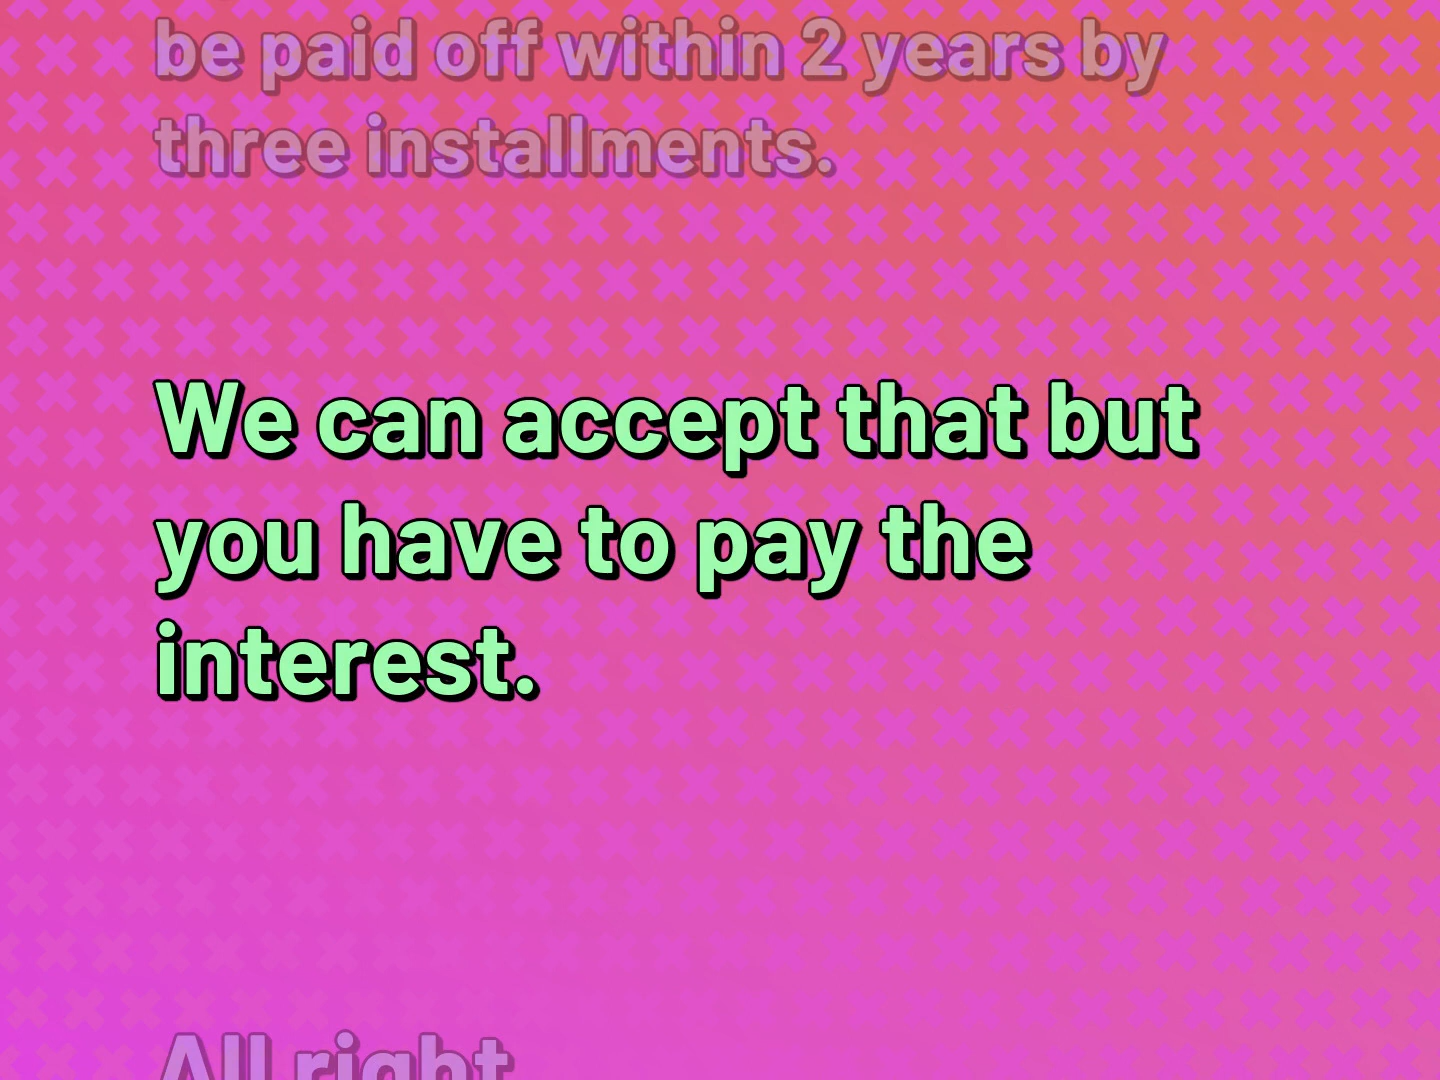 be paid off within 2 years by
three installments.
We can accept that but
you have to pay the
interest.
All right